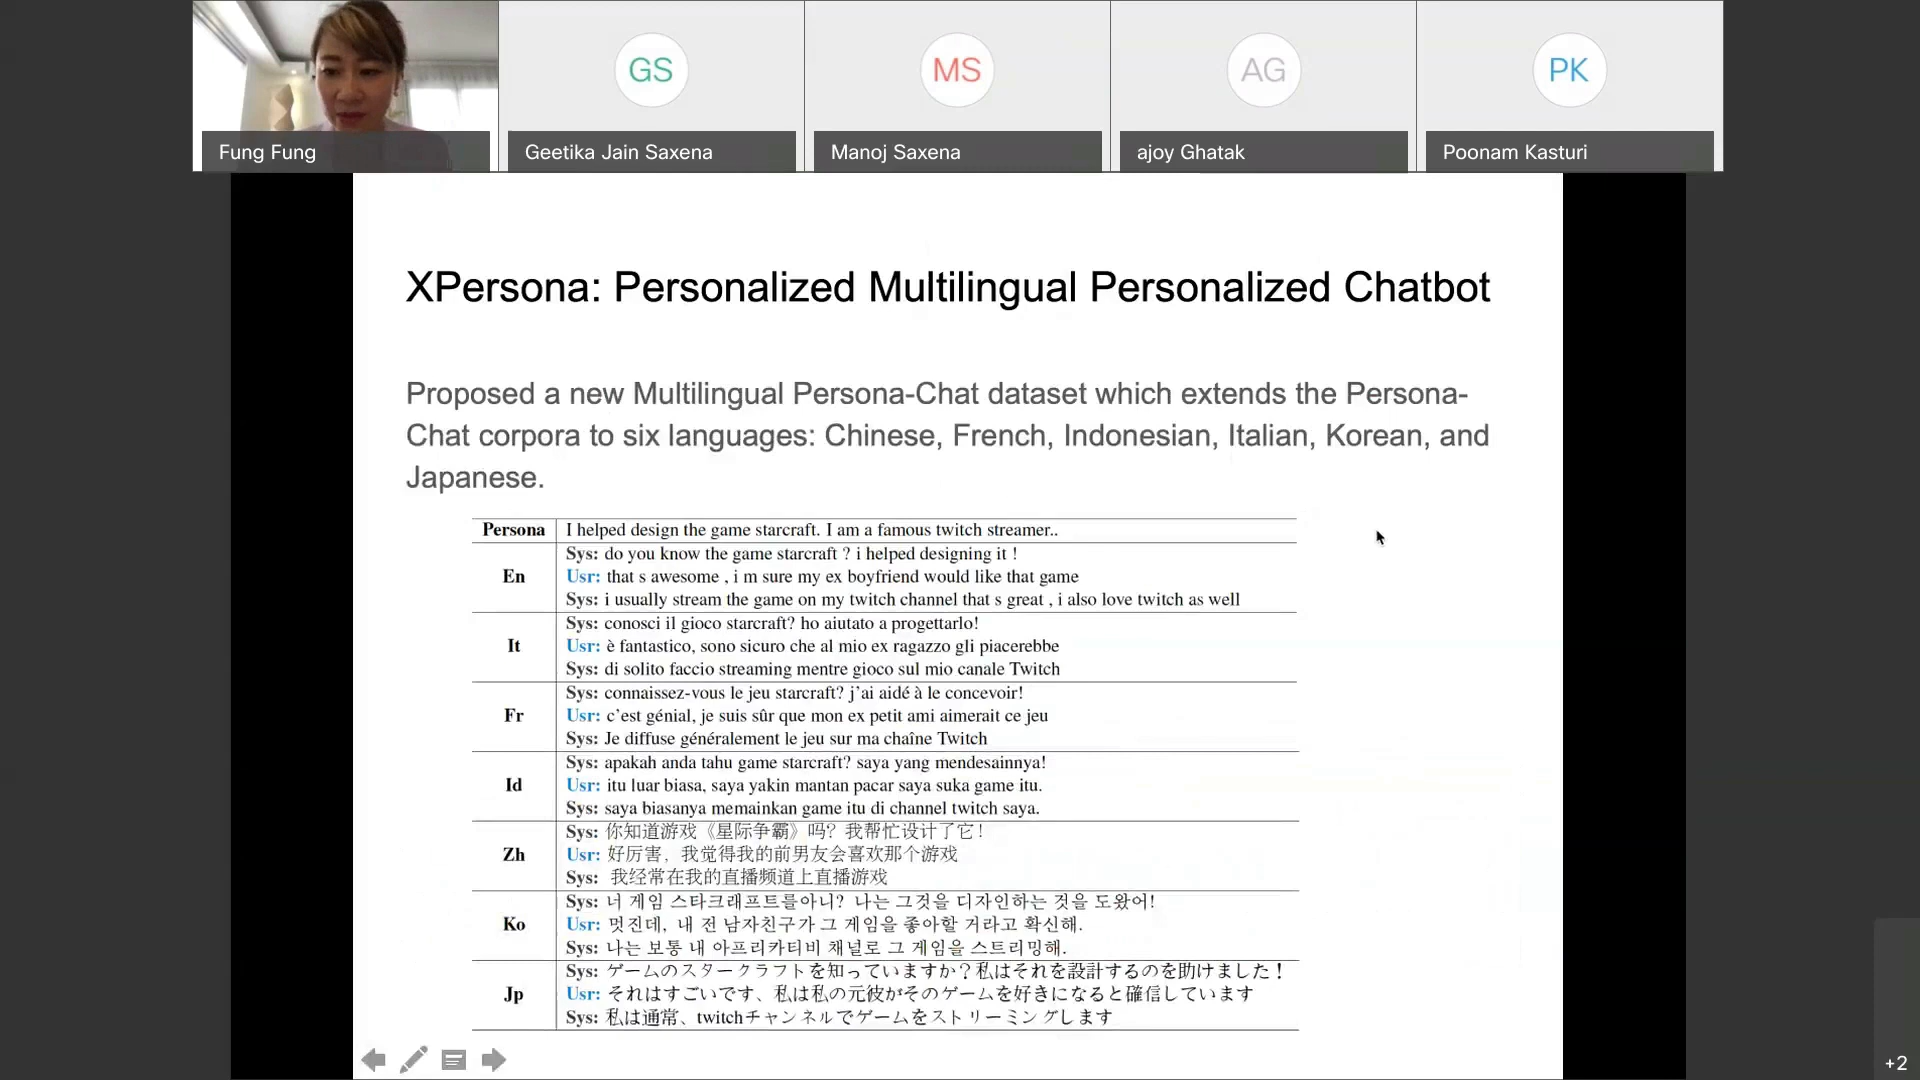 GS
MS
AG
PK
Fung Fung
Geetika Jain Saxena
Manoj Saxena
ajoy Ghatak
Poonam Kasturi
XPersona: Personalized Multilingual Personalized Chatbot
Proposed a new Multilingual Persona-Chat dataset which extends the Persona-
Chat corpora to six languages: Chinese, French, Indonesian, Italian, Korean, and
Japanese.
Persona I helped design the game starcraft. I am a famous twitch streamer..
En
Sys: do you know the game starcraft ? i helped designing it !
Usr: that s awesome , i m sure my ex boyfriend would like that game
Sys: i usually stream the game on my twitch channel that s great , i also love twitch as well
It
Sys: conosci il gioco starcraft? ho aiutato a progettarlo!
Usr: è fantastico, sono sicuro che al mio ex ragazzo gli piacerebbe
Sys: di solito faccio streaming mentre gioco sul mio canale Twitch
Fr
Sys: connaissez-vous le jeu starcraft? j'ai aidé à le concevoir!
Usr: c'est génial, je suis sûr que mon ex petit ami aimerait ce jeu
Sys: Je diffuse généralement le jeu sur ma chaîne Twitch
Id
Sys: apakah anda tahu game starcraft? saya yang mendesainnya!
Usr: itu luar biasa, saya yakin mantan pacar saya suka game itu.
Sys: saya biasanya memainkan game itu di channel twitch saya.
Zh
Sys: 你知道游戏《星际争霸》吗？我帮忙设计了它！
Usr: 好厉害，我觉得我的前男友会喜欢那个游戏
Sys: 我经常在我的直播频道上直播游戏
Ko
Sys: 너 게임 스타크래프트를아니? 나는 그것을 디자인하는 것을 도왔어!
Usr: 멋진데, 내 전 남자친구가 그 게임을 좋아할 거라고 확신해.
Sys: 나는 보통 내 아프리카티비 채널로 그 게임을 스트리밍해.
Jp
Sys: ゲームのスタークラフトを知っていますか？私はそれを設計するのを助けました！
Usr: それはすごいです、私は私の元彼がそのゲームを好きになると確信しています
Sys: 私は通常、twitchチャンネルでゲームをストリーミングします
+2